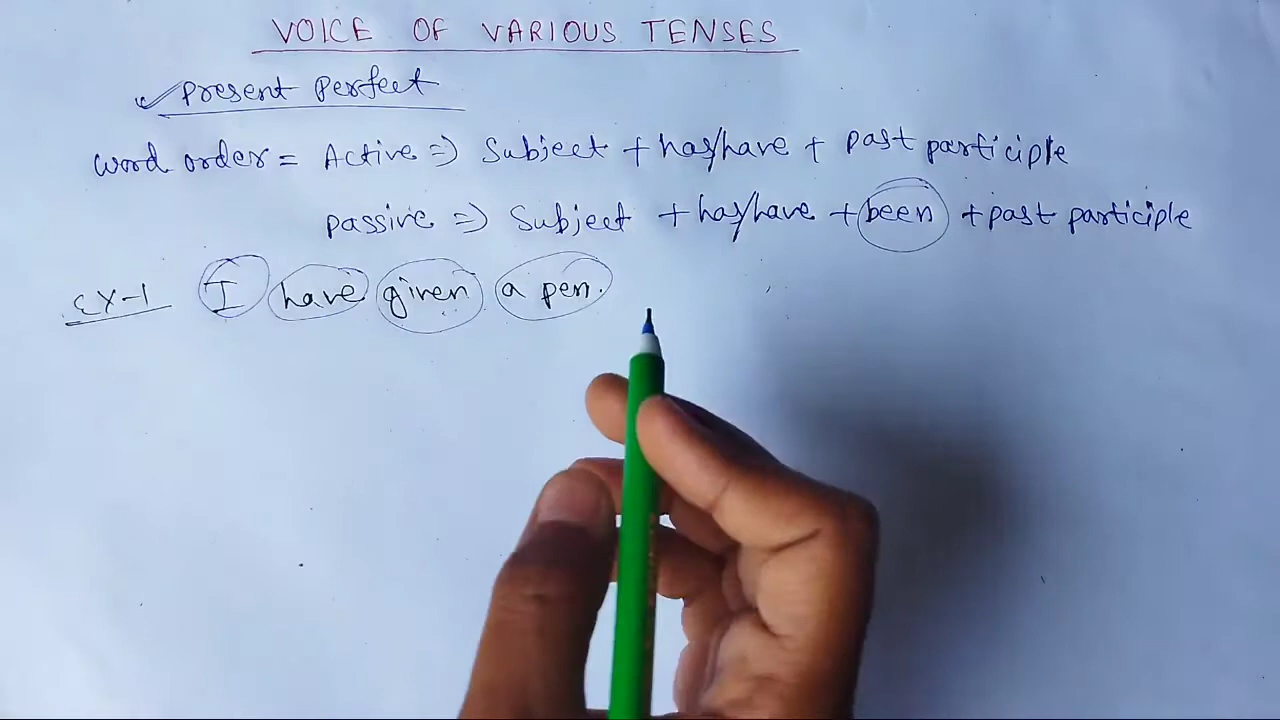 VOICE OF VARIOUS TENSES
Present Perfect
word order = Active => Subject + has/have + past participle
passive => Subject + has/have + been + past participle
EX-1 I have given a pen.